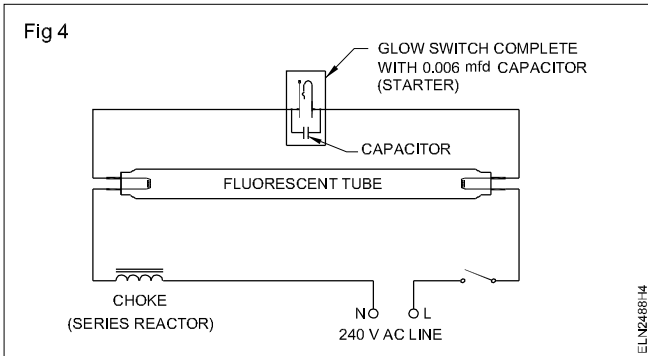 Fig 4
GLOW SWITCH COMPLETE
WITH 0.006 mfd CAPACITOR
(STARTER)
CAPACITOR
FLUORESCENT TUBE
CHOKE
(SERIES REACTOR)
N L
240 V AC LINE
ELN2488H4